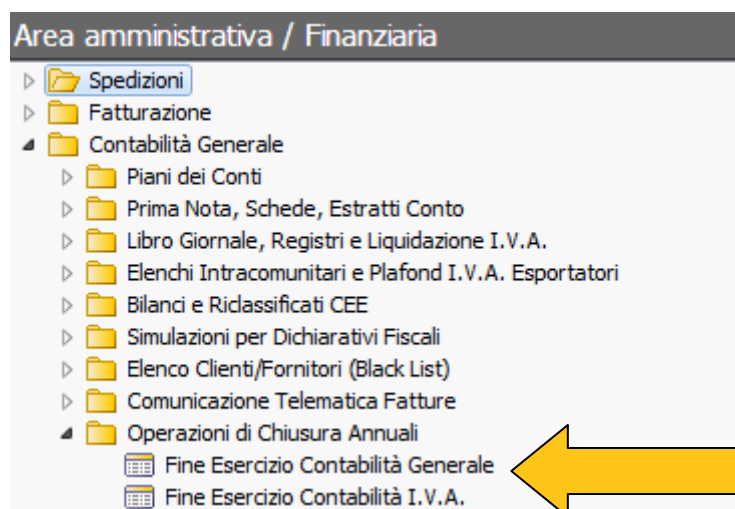 Area amministrativa / Finanziaria
Spedizioni
Fatturazione
Contabilità Generale
Piani dei Conti
Prima Nota, Schede, Estratti Conto
Libro Giornale, Registri e Liquidazione I.V.A.
Elenchi Intracomunitari e Plafond I.V.A. Esportatori
Bilanci e Riclassificati CEE
Simulazioni per Dichiarativi Fiscali
Elenco Clienti/Fornitori (Black List)
Comunicazione Telematica Fatture
Operazioni di Chiusura Annuali
Fine Esercizio Contabilità Generale
Fine Esercizio Contabilità I.V.A.